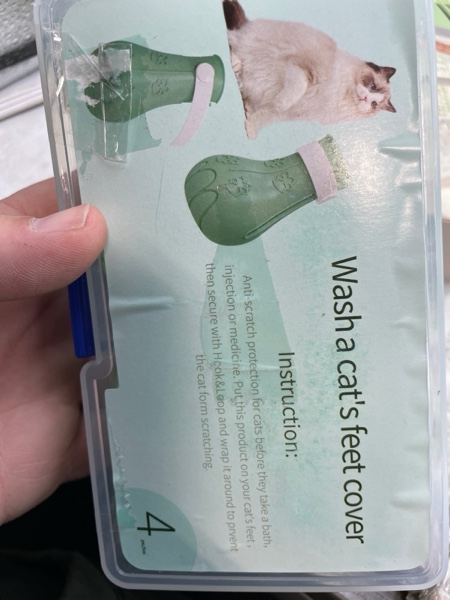 Wash a cat's feet cover
Instruction:
Anti-scratch protection for cats before they take a bath,
injection or medicine. Put this product on your cat's feet,
then secure with Hook&Loop and wrap it around to prvent
the cat form scratching.
4